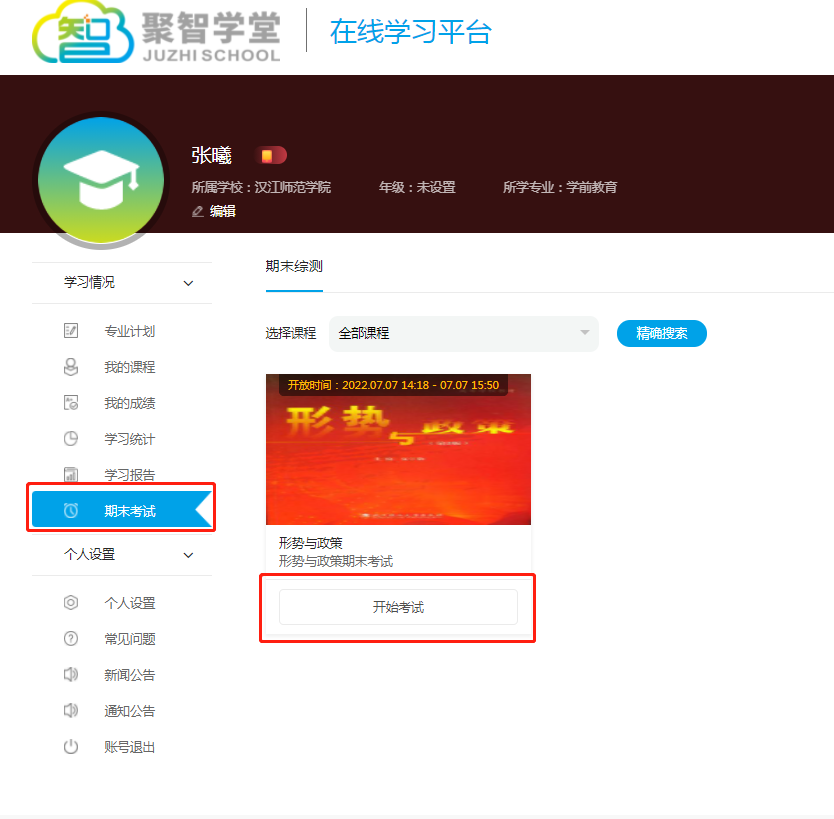 聚智学堂
JUZHI SCHOOL
在线学习平台
张曦
所属学校：汉江师范学院 年级：未设置 所学专业：学前教育
编辑
学习情况
专业计划
我的课程
我的成绩
学习统计
学习报告
期末考试
个人设置
个人设置
常见问题
新闻公告
通知公告
账号退出
期末综测
选择课程 全部课程 精确搜索
开放时间：2022.07.07 14:18 - 07.07 15:50
形势与政策
形势与政策
形势与政策期末考试
开始考试